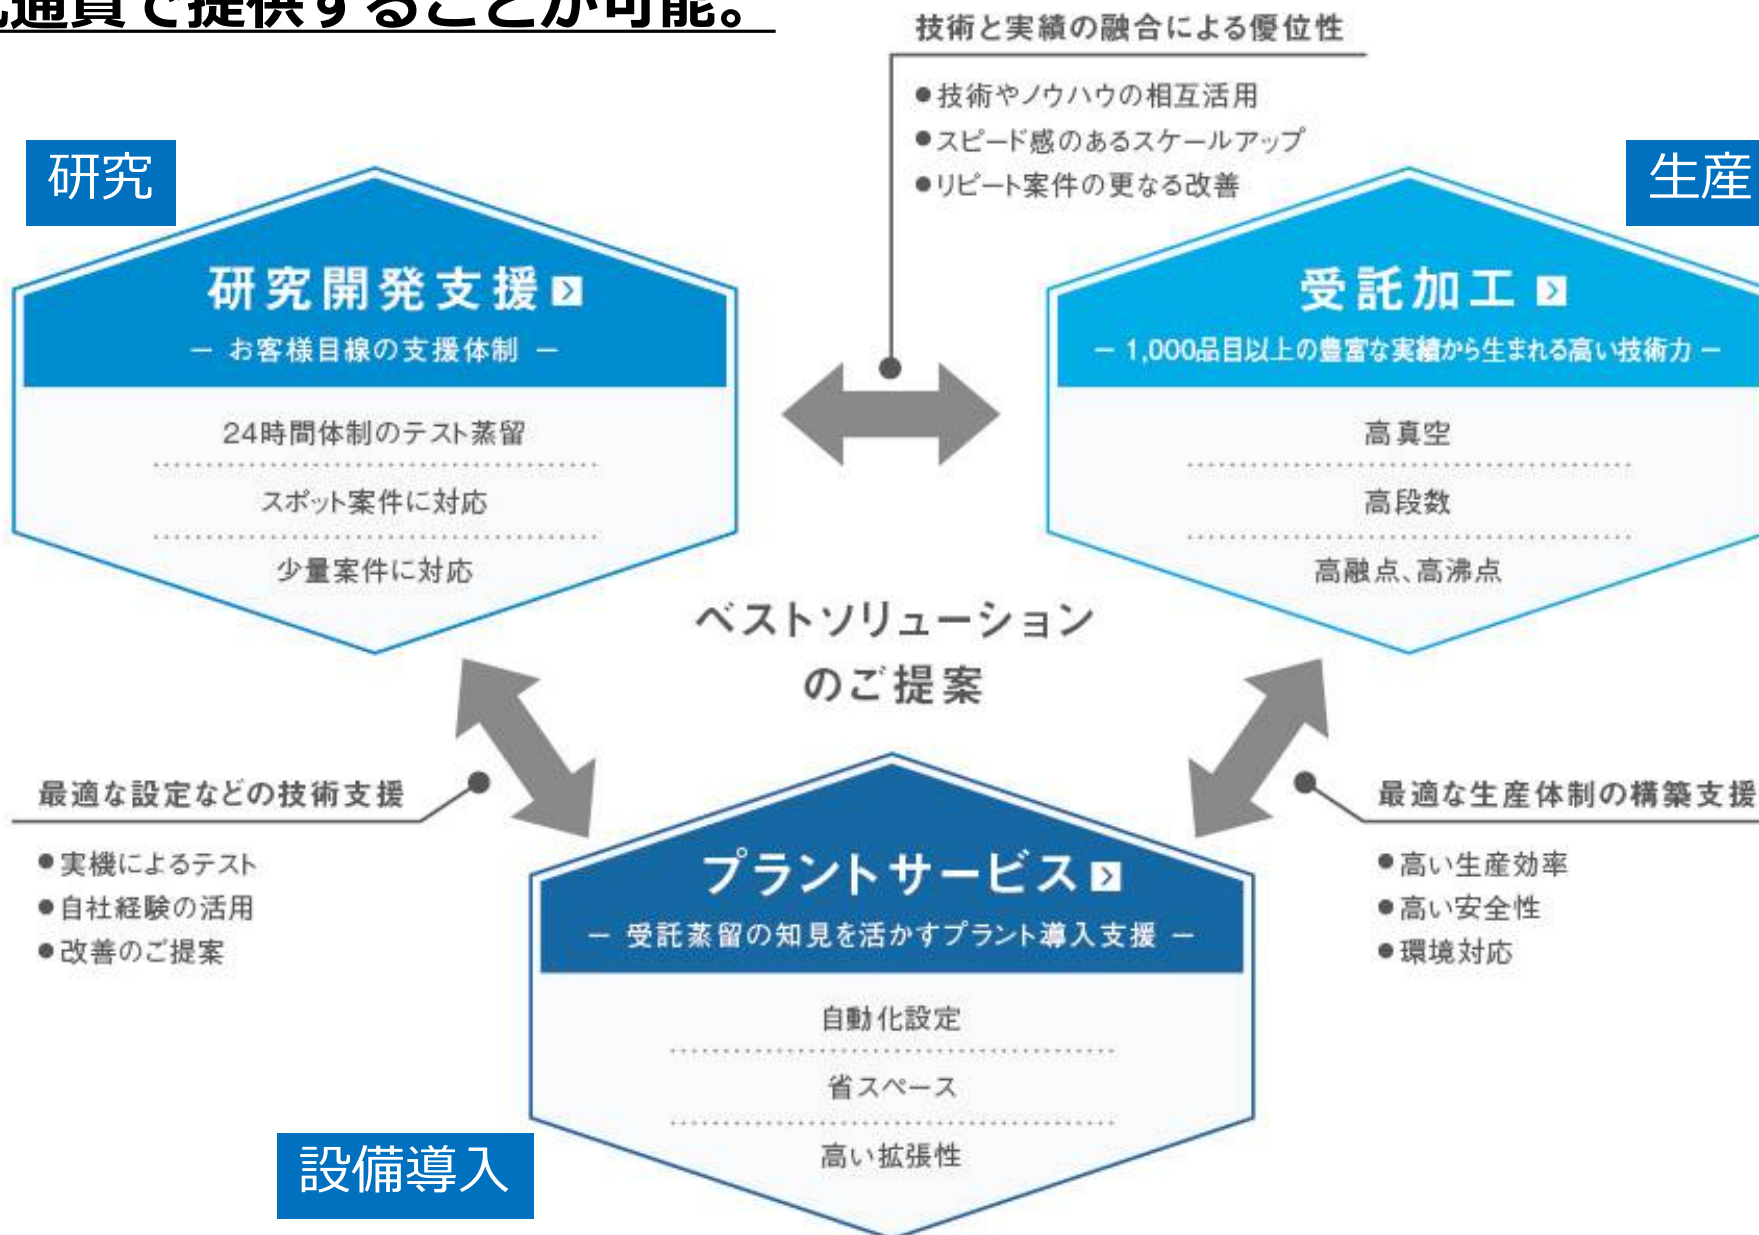 通貫で提供することが可能。
技術と実績の融合による優位性
●技術やノウハウの相互活用
●スピード感のあるスケールアップ
●リピート案件の更なる改善
研究
生産
研究開発支援
― お客様目線の支援体制 ―
24時間体制のテスト蒸留
スポット案件に対応
少量案件に対応
受託加工
― 1,000品目以上の豊富な実績から生まれる高い技術力 ―
高真空
高段数
高融点、高沸点
ベストソリューション
のご提案
最適な設定などの技術支援
●実機によるテスト
●自社経験の活用
●改善のご提案
最適な生産体制の構築支援
●高い生産効率
●高い安全性
●環境対応
プラントサービス
― 受託蒸留の知見を活かすプラント導入支援 ―
自動化設定
省スペース
高い拡張性
設備導入